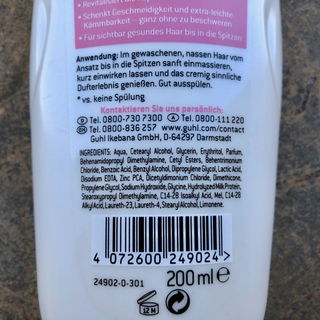 • Revitalisiert
• Schenkt Geschmeidigkeit und extra-leichte
Kämmbarkeit – ganz ohne zu beschweren
• Für sichtbar gesundes Haar bis in die Spitzen
Anwendung: Im gewaschenen, nassen Haar vom
Ansatz bis in die Spitzen sanft einmassieren,
kurz einwirken lassen und das cremig sinnliche
Dufterlebnis genießen. Gut ausspülen.
* vs. keine Spülung
Kontaktieren Sie uns persönlich:
0800-730 7300 0800-111 220
0800-836 257 www.guhl.com/contact
Guhl Ikebana GmbH, D-64297 Darmstadt
INGREDIENTS: Aqua, Cetearyl Alcohol, Glycerin, Erythritol, Parfum,
Behenamidopropyl Dimethylamine, Cetyl Esters, Behentrimonium
Chloride, Benzoic Acid, Benzyl Alcohol, Dipropylene Glycol, Lactic Acid,
Disodium EDTA, Zinc PCA, Dicetyldimonium Chloride, Dimethicone,
Propylene Glycol, Sodium Hydroxide, Glycine, Hydrolyzed Milk Protein,
Stearoxypropyl Dimethylamine, C14-28 Isoalkyl Acid, Mel, C14-28
Alkyl Acid, Laureth-23, Laureth-4, Stearyl Alcohol, Limonene.
4 072600 249024 >
24902-0-301
200 ml e
12 M